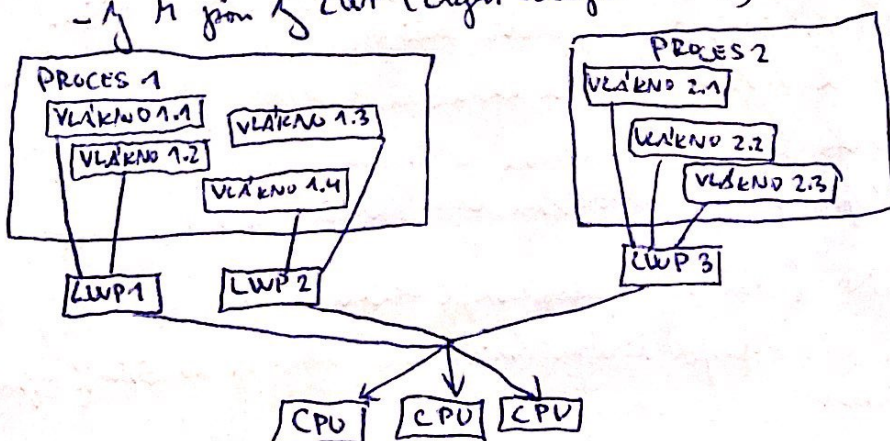 LWP
PROCES 1
VLÁKNO 1.1
VLÁKNO 1.2
VLÁKNO 1.3
VLÁKNO 1.4
PROCES 2
VLÁKNO 2.1
VLÁKNO 2.2
VLÁKNO 2.3
LWP1
LWP 2
LWP 3
CPU
CPU
CPU